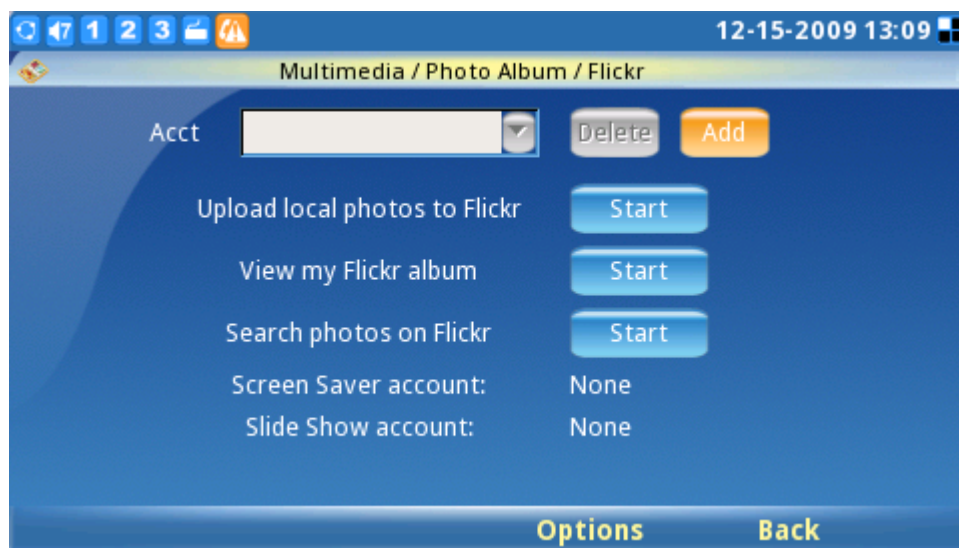 7 1 2 3 12-15-2009 13:09
Multimedia / Photo Album / Flickr
Acct Delete Add
Upload local photos to Flickr Start
View my Flickr album Start
Search photos on Flickr Start
Screen Saver account: None
Slide Show account: None
Options Back